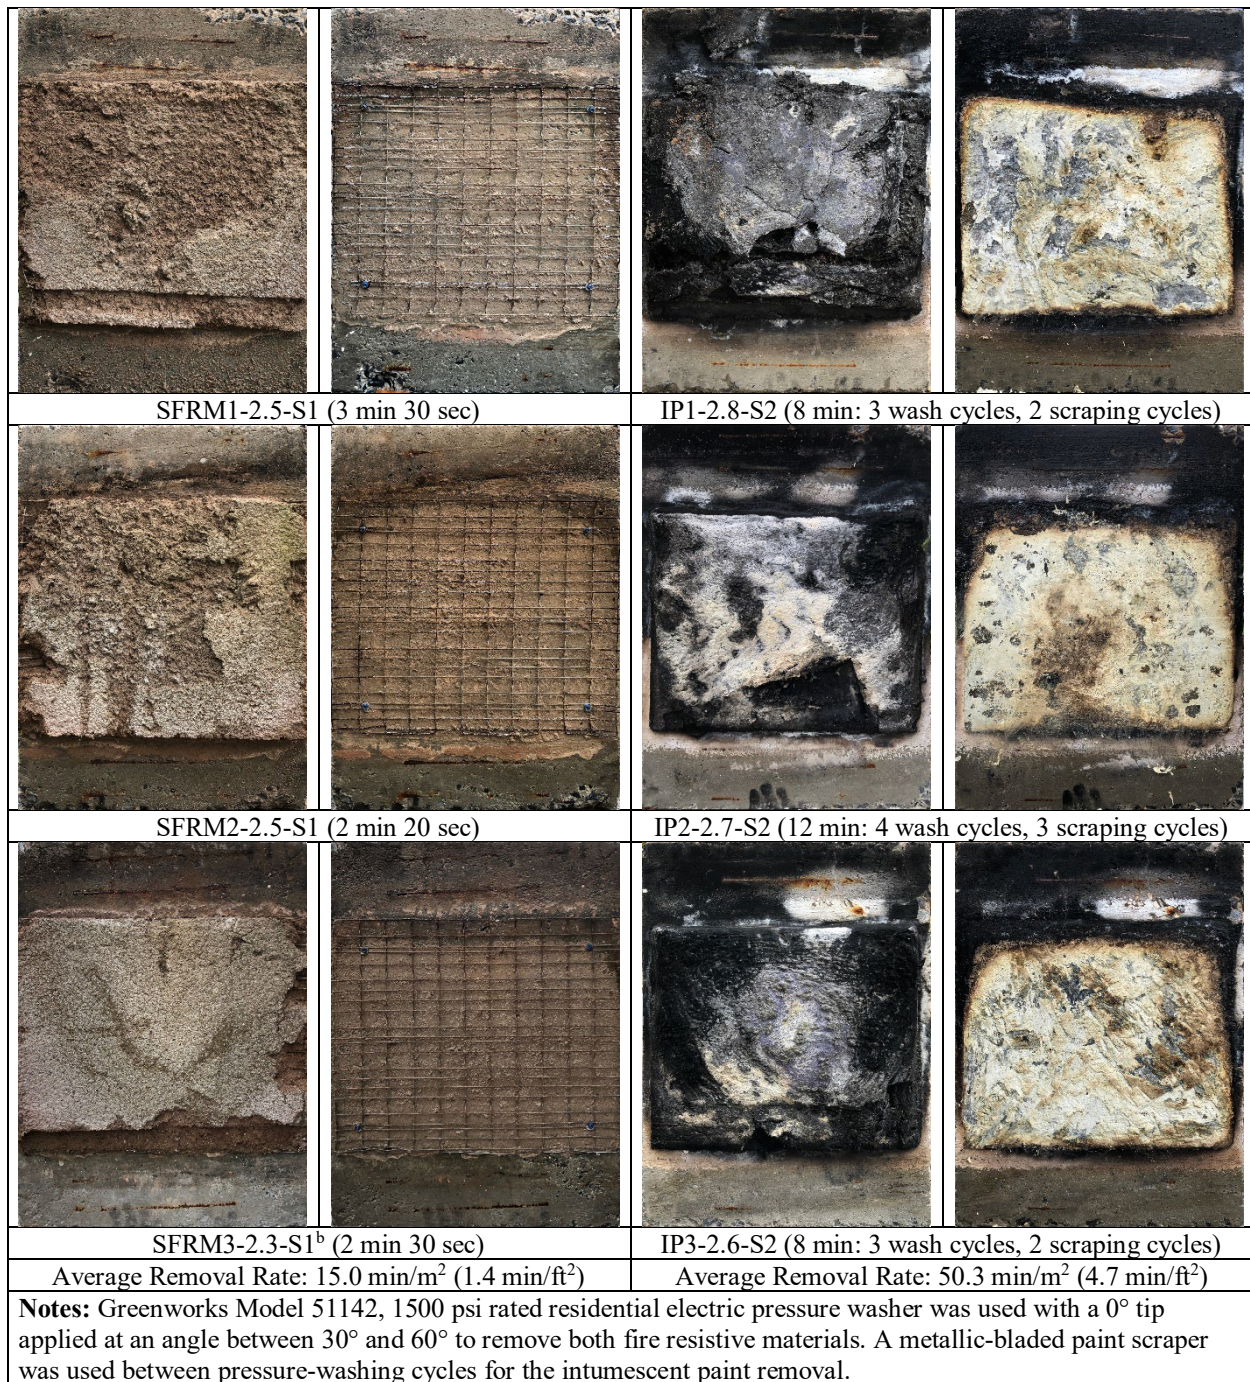 SFRM1-2.5-S1 (3 min 30 sec)
IP1-2.8-S2 (8 min: 3 wash cycles, 2 scraping cycles)
SFRM2-2.5-S1 (2 min 20 sec)
IP2-2.7-S2 (12 min: 4 wash cycles, 3 scraping cycles)
SFRM3-2.3-S1ᵇ (2 min 30 sec)
IP3-2.6-S2 (8 min: 3 wash cycles, 2 scraping cycles)
Average Removal Rate: 15.0 min/m² (1.4 min/ft²)
Average Removal Rate: 50.3 min/m² (4.7 min/ft²)
Notes: Greenworks Model 51142, 1500 psi rated residential electric pressure washer was used with a 0° tip
applied at an angle between 30° and 60° to remove both fire resistive materials. A metallic-bladed paint scraper
was used between pressure-washing cycles for the intumescent paint removal.